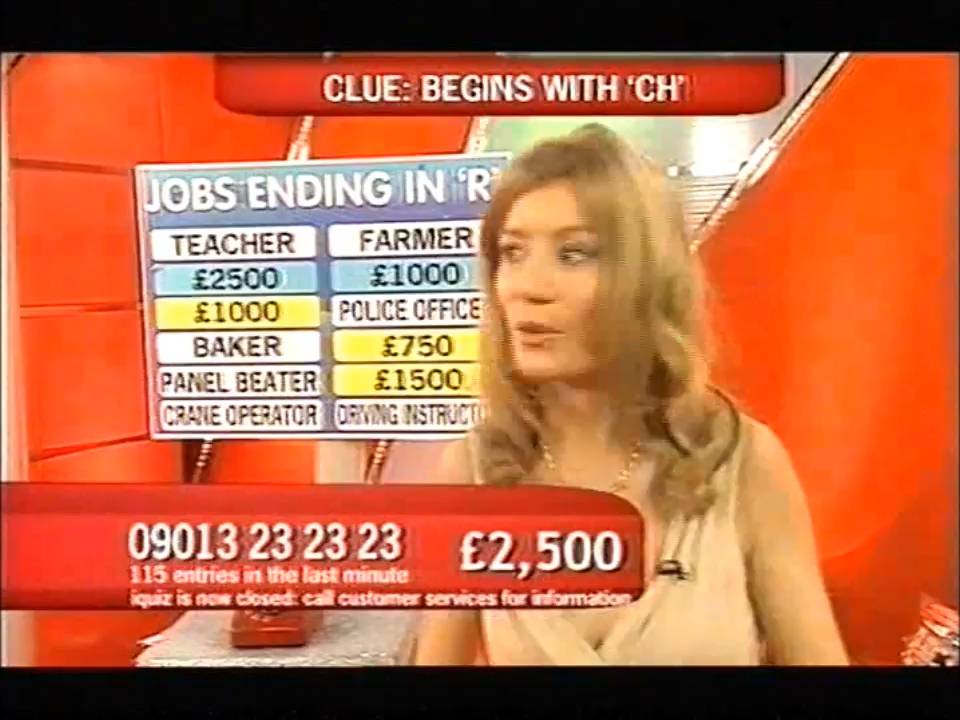 CLUE: BEGINS WITH 'CH'
JOBS ENDING IN 'R'
TEACHER FARMER
£2500 £1000
£1000 POLICE OFFICE
BAKER £750
PANEL BEATER £1500
CRANE OPERATOR DRIVING INSTRUCTO
09013 23 23 23 £2,500
115 entries in the last minute
iquiz is now closed: call customer services for information